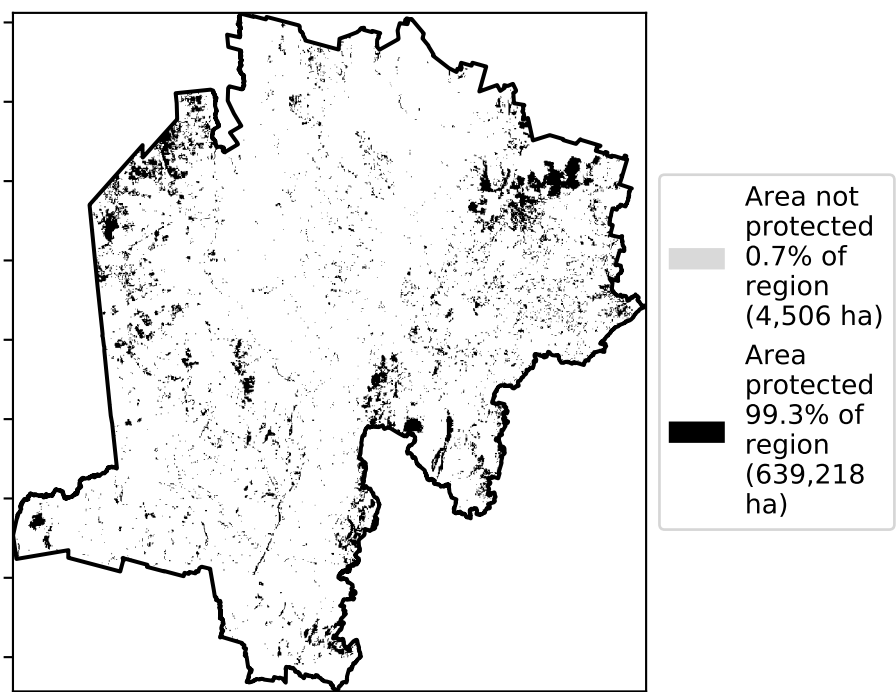 Area not
protected
0.7% of
region
(4,506 ha)
Area
protected
99.3% of
region
(639,218
ha)